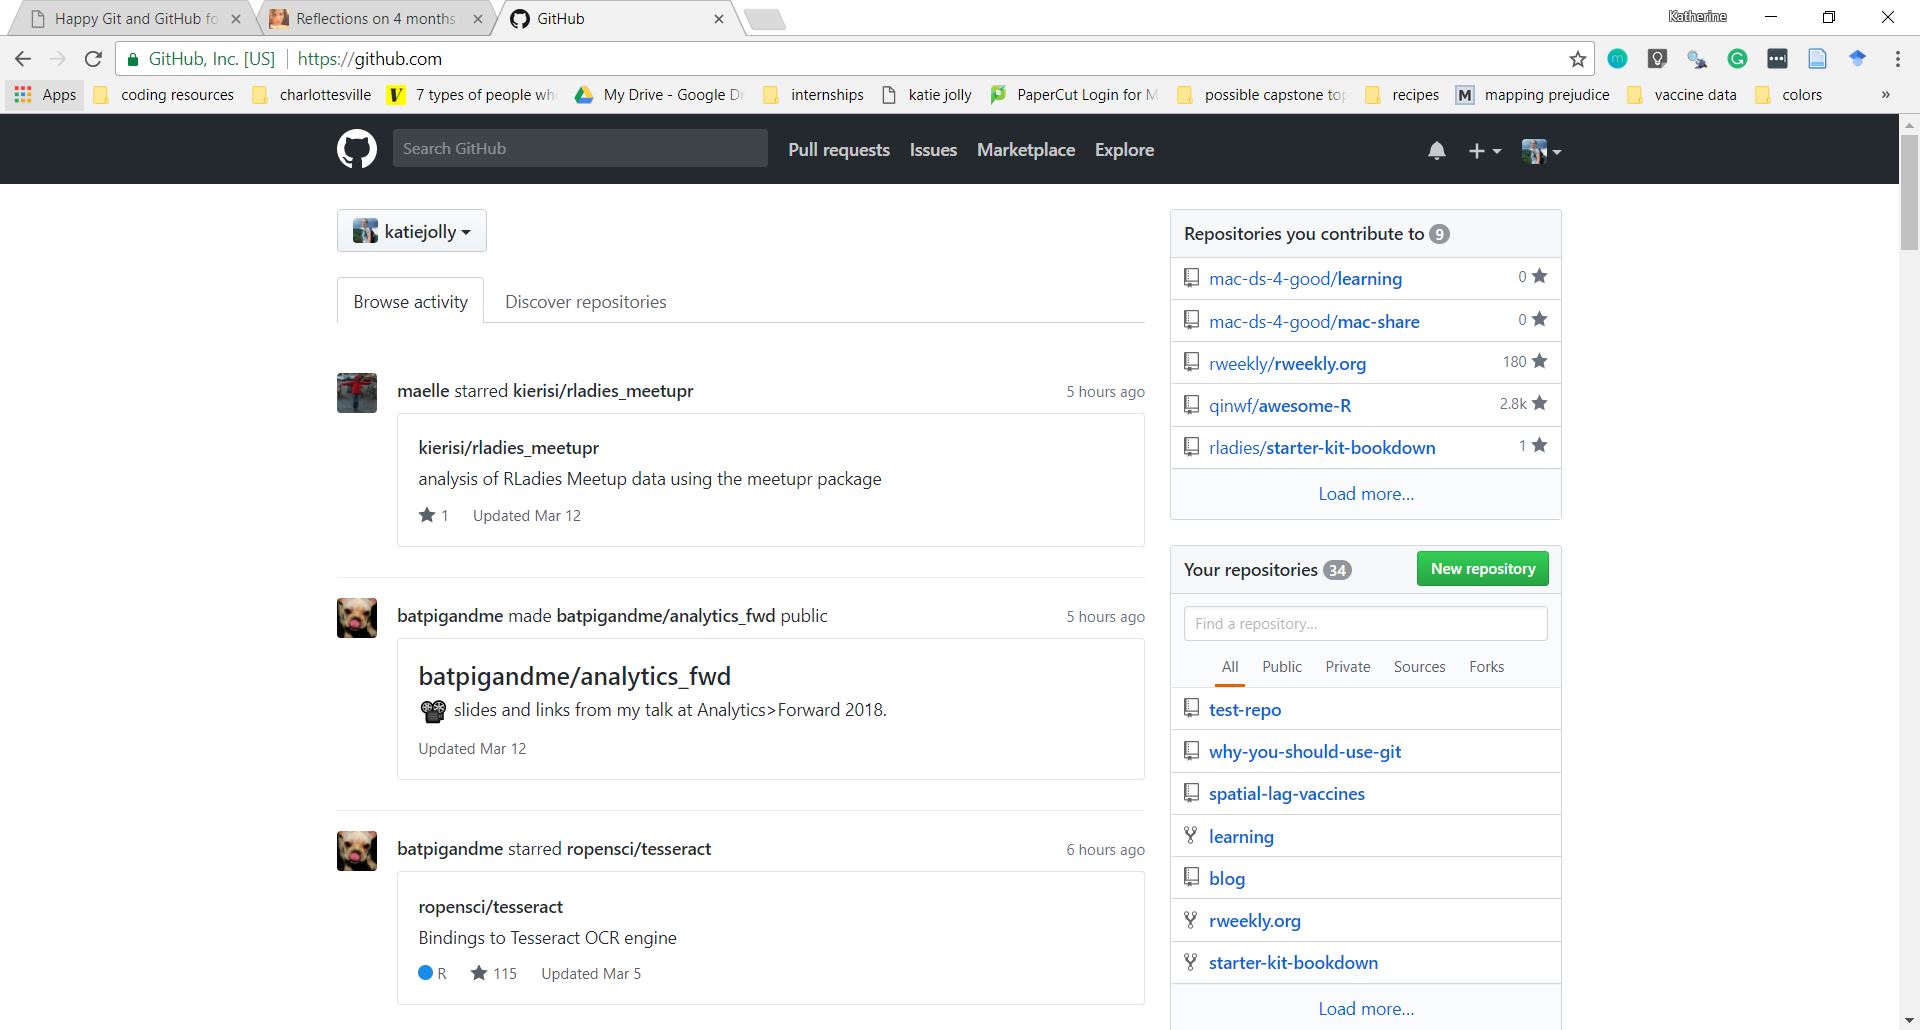 Happy Git and GitHub fo
Reflections on 4 months
GitHub
Katherine
GitHub, Inc. [US]
https://github.com
Apps
coding resources
charlottesville
7 types of people wh
My Drive - Google Dr
internships
katie jolly
PaperCut Login for M
possible capstone top
recipes
M
mapping prejudice
vaccine data
colors
»
Search GitHub
Pull requests
Issues
Marketplace
Explore
katiejolly
Browse activity
Discover repositories
maelle starred kierisi/rladies_meetupr
5 hours ago
kierisi/rladies_meetupr
analysis of RLadies Meetup data using the meetupr package
1
Updated Mar 12
batpigandme made batpigandme/analytics_fwd public
5 hours ago
batpigandme/analytics_fwd
slides and links from my talk at Analytics>Forward 2018.
Updated Mar 12
batpigandme starred ropensci/tesseract
6 hours ago
ropensci/tesseract
Bindings to Tesseract OCR engine
R
115
Updated Mar 5
Repositories you contribute to 9
mac-ds-4-good/learning
0
mac-ds-4-good/mac-share
0
rweekly/rweekly.org
180
qinwf/awesome-R
2.8k
rladies/starter-kit-bookdown
1
Load more...
Your repositories 34
New repository
Find a repository...
All
Public
Private
Sources
Forks
test-repo
why-you-should-use-git
spatial-lag-vaccines
learning
blog
rweekly.org
starter-kit-bookdown
Load more...